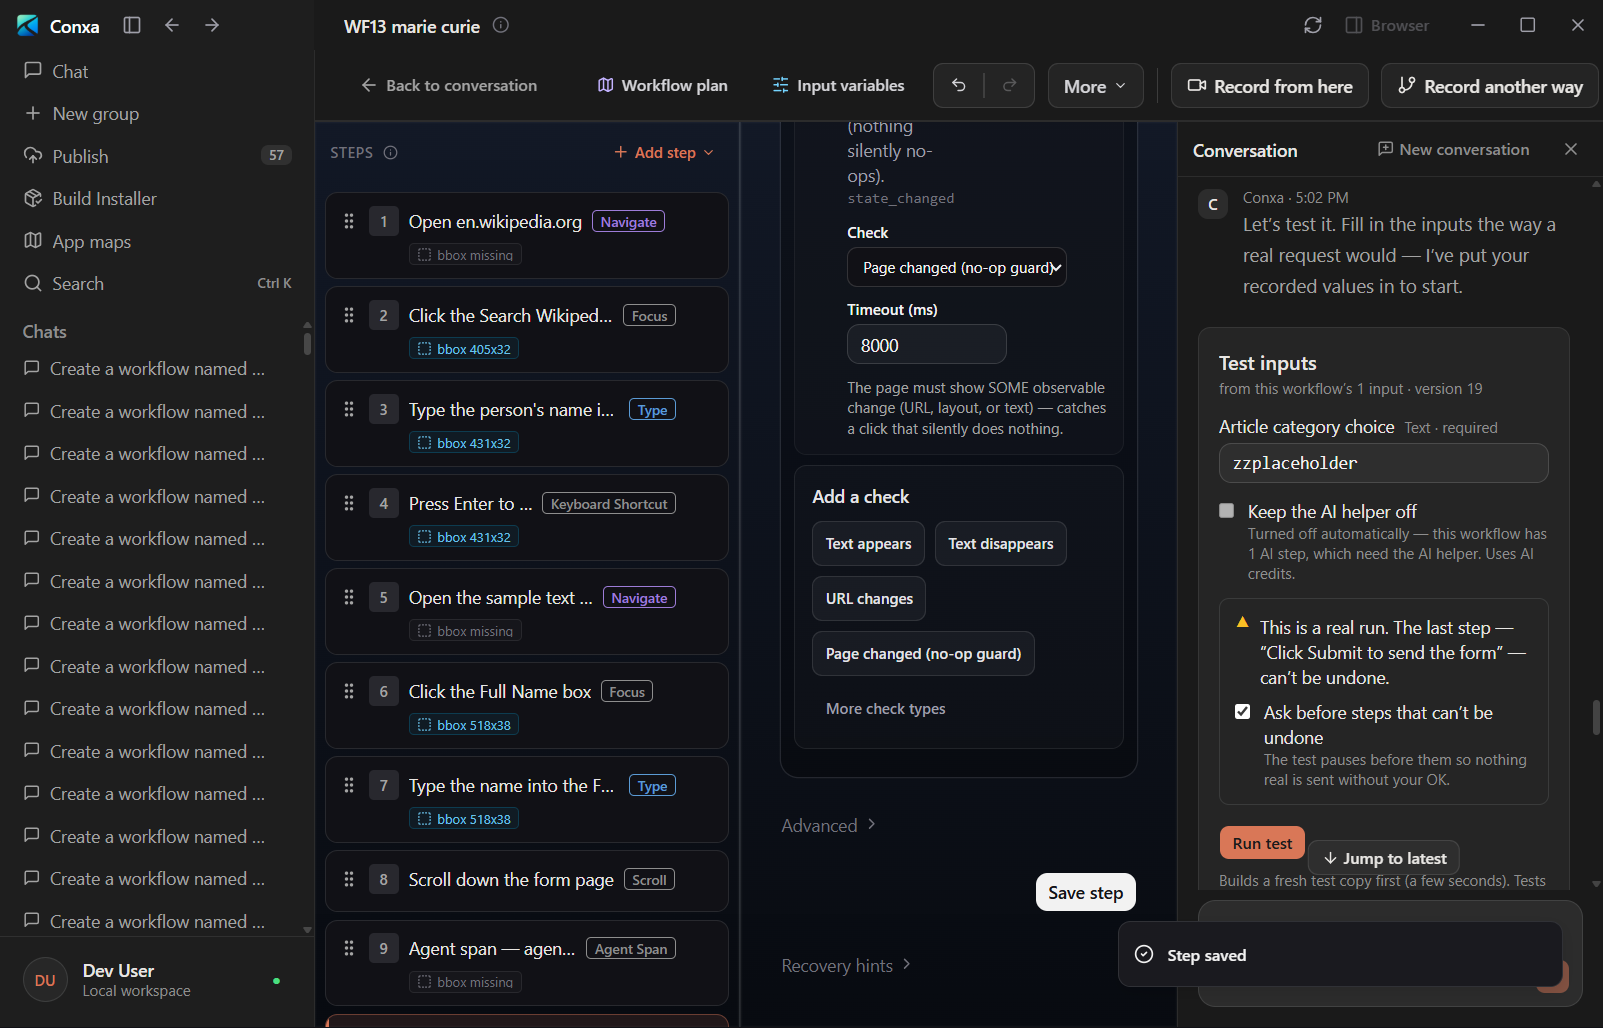 Conxa
WF13 marie curie
Browser
Chat
New group
Publish
57
Build Installer
App maps
Search
Ctrl K
Chats
Create a workflow named ...
Create a workflow named ...
Create a workflow named ...
Create a workflow named ...
Create a workflow named ...
Create a workflow named ...
Create a workflow named ...
Create a workflow named ...
Create a workflow named ...
Create a workflow named ...
Create a workflow named ...
Create a workflow named ...
Create a workflow named ...
Create a workflow named ...
DU
Dev User
Local workspace
Back to conversation
Workflow plan
Input variables
More
Record from here
Record another way
STEPS
Add step
1
Open en.wikipedia.org
Navigate
bbox missing
2
Click the Search Wikiped...
Focus
bbox 405x32
3
Type the person's name i...
Type
bbox 431x32
4
Press Enter to ...
Keyboard Shortcut
bbox 431x32
5
Open the sample text ...
Navigate
bbox missing
6
Click the Full Name box
Focus
bbox 518x38
7
Type the name into the F...
Type
bbox 518x38
8
Scroll down the form page
Scroll
9
Agent span — agen...
Agent Span
bbox missing
(nothing
silently no-
ops).
state_changed
Check
Page changed (no-op guard)
Timeout (ms)
8000
The page must show SOME observable
change (URL, layout, or text) — catches
a click that silently does nothing.
Add a check
Text appears
Text disappears
URL changes
Page changed (no-op guard)
More check types
Advanced
Save step
Recovery hints
Conversation
New conversation
C
Conxa · 5:02 PM
Let's test it. Fill in the inputs the way a
real request would — I've put your
recorded values in to start.
Test inputs
from this workflow's 1 input · version 19
Article category choice
Text · required
zzplaceholder
Keep the AI helper off
Turned off automatically — this workflow has
1 AI step, which need the AI helper. Uses AI
credits.
This is a real run. The last step —
“Click Submit to send the form” —
can't be undone.
Ask before steps that can't be
undone
The test pauses before them so nothing
real is sent without your OK.
Run test
Jump to latest
Builds a fresh test copy first (a few seconds). Tests
Step saved